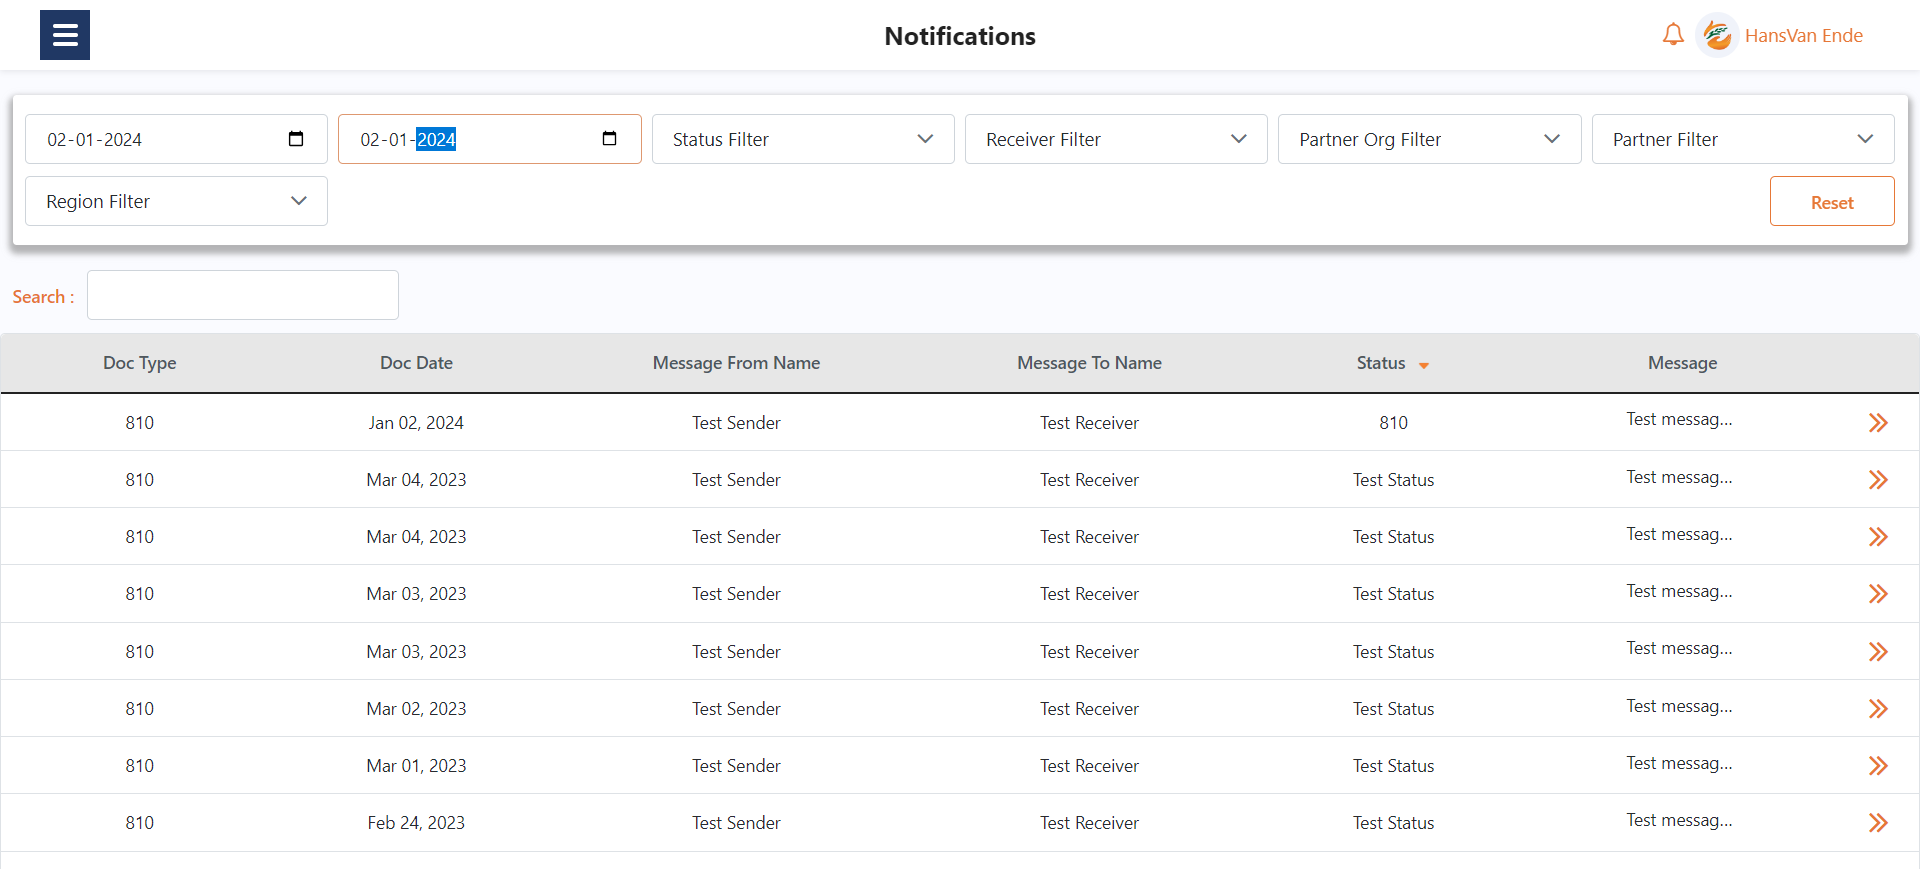 Notifications
HansVan Ende
02-01-2024
02-01-2024
Status Filter
Receiver Filter
Partner Org Filter
Partner Filter
Region Filter
Reset
Search :
Doc Type Doc Date Message From Name Message To Name Status Message
810 Jan 02, 2024 Test Sender Test Receiver 810 Test messag...
810 Mar 04, 2023 Test Sender Test Receiver Test Status Test messag...
810 Mar 04, 2023 Test Sender Test Receiver Test Status Test messag...
810 Mar 03, 2023 Test Sender Test Receiver Test Status Test messag...
810 Mar 03, 2023 Test Sender Test Receiver Test Status Test messag...
810 Mar 02, 2023 Test Sender Test Receiver Test Status Test messag...
810 Mar 01, 2023 Test Sender Test Receiver Test Status Test messag...
810 Feb 24, 2023 Test Sender Test Receiver Test Status Test messag...